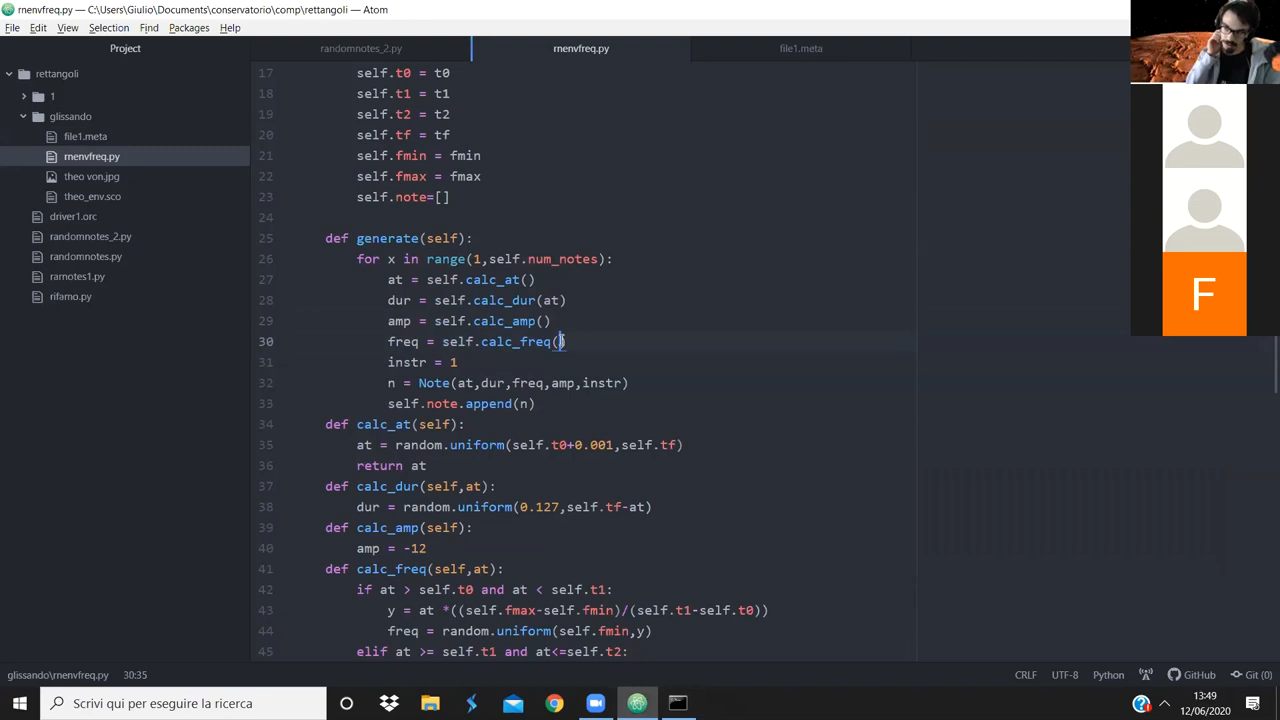 rnenvfreq.py — C:\Users\Giulio\Documents\conservatorio\comp\rettangoli — Atom
File Edit View Selection Find Packages Help
Project
randomnotes_2.py
rnenvfreq.py
file1.meta
rettangoli
1
glissando
file1.meta
rnenvfreq.py
theo von.jpg
theo_env.sco
driver1.orc
randomnotes_2.py
randomnotes.py
rarnotes1.py
rifamo.py
17 self.t0 = t0
18 self.t1 = t1
19 self.t2 = t2
20 self.tf = tf
21 self.fmin = fmin
22 self.fmax = fmax
23 self.note=[]
24
25 def generate(self):
26 for x in range(1,self.num_notes):
27 at = self.calc_at()
28 dur = self.calc_dur(at)
29 amp = self.calc_amp()
30 freq = self.calc_freq()
31 instr = 1
32 n = Note(at,dur,freq,amp,instr)
33 self.note.append(n)
34 def calc_at(self):
35 at = random.uniform(self.t0+0.001,self.tf)
36 return at
37 def calc_dur(self,at):
38 dur = random.uniform(0.127,self.tf-at)
39 def calc_amp(self):
40 amp = -12
41 def calc_freq(self,at):
42 if at > self.t0 and at < self.t1:
43 y = at *((self.fmax-self.fmin)/(self.t1-self.t0))
44 freq = random.uniform(self.fmin,y)
45 elif at >= self.t1 and at<=self.t2:
F
glissando\rnenvfreq.py 30:35
CRLF UTF-8 Python GitHub Git (0)
Scrivi qui per eseguire la ricerca
13:49
12/06/2020